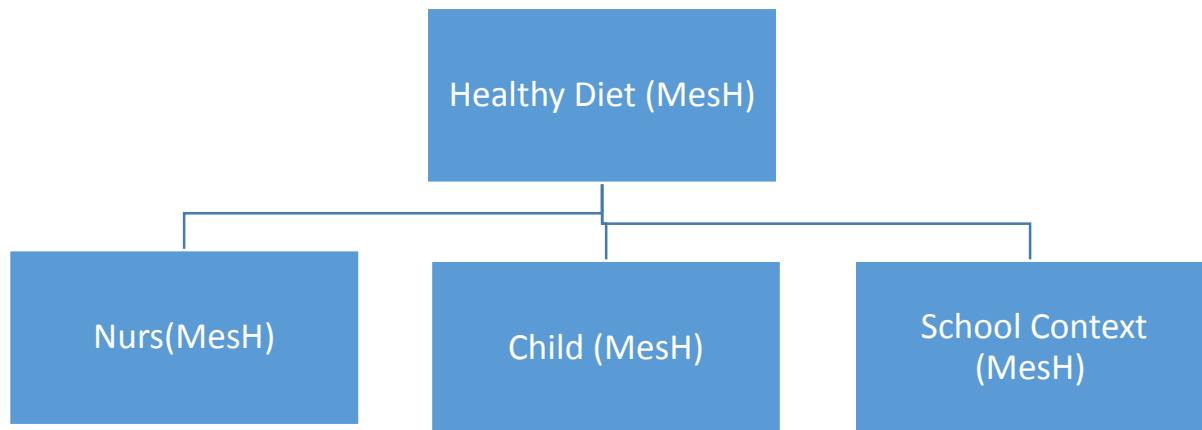 Healthy Diet (MesH)
Nurs(MesH)
Child (MesH)
School Context
(MesH)